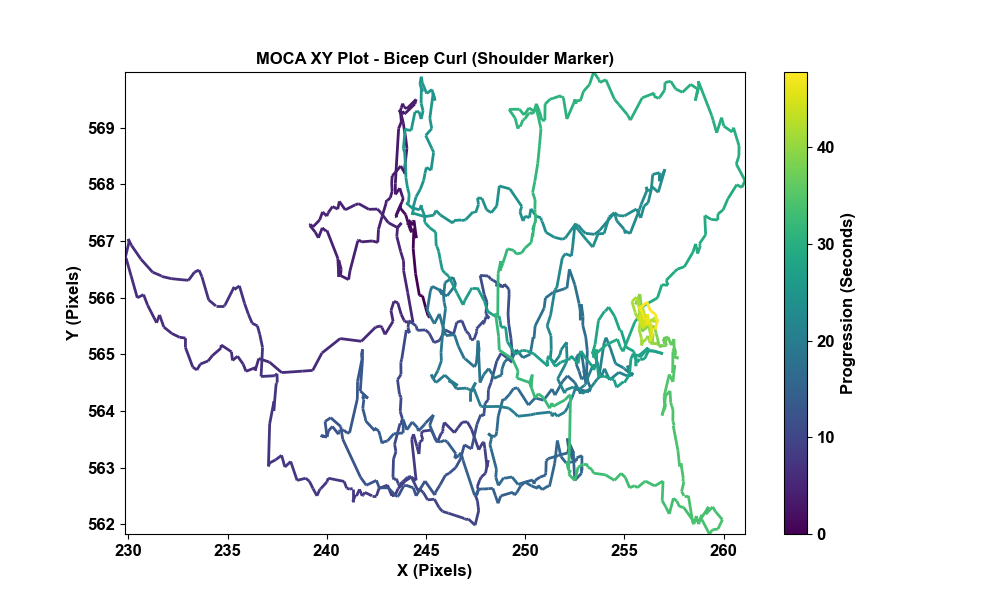 MOCA XY Plot - Bicep Curl (Shoulder Marker)
569
568
567
566
565
564
563
562
Y (Pixels)
230 235 240 245 250 255 260
X (Pixels)
40
30
20
10
0
Progression (Seconds)